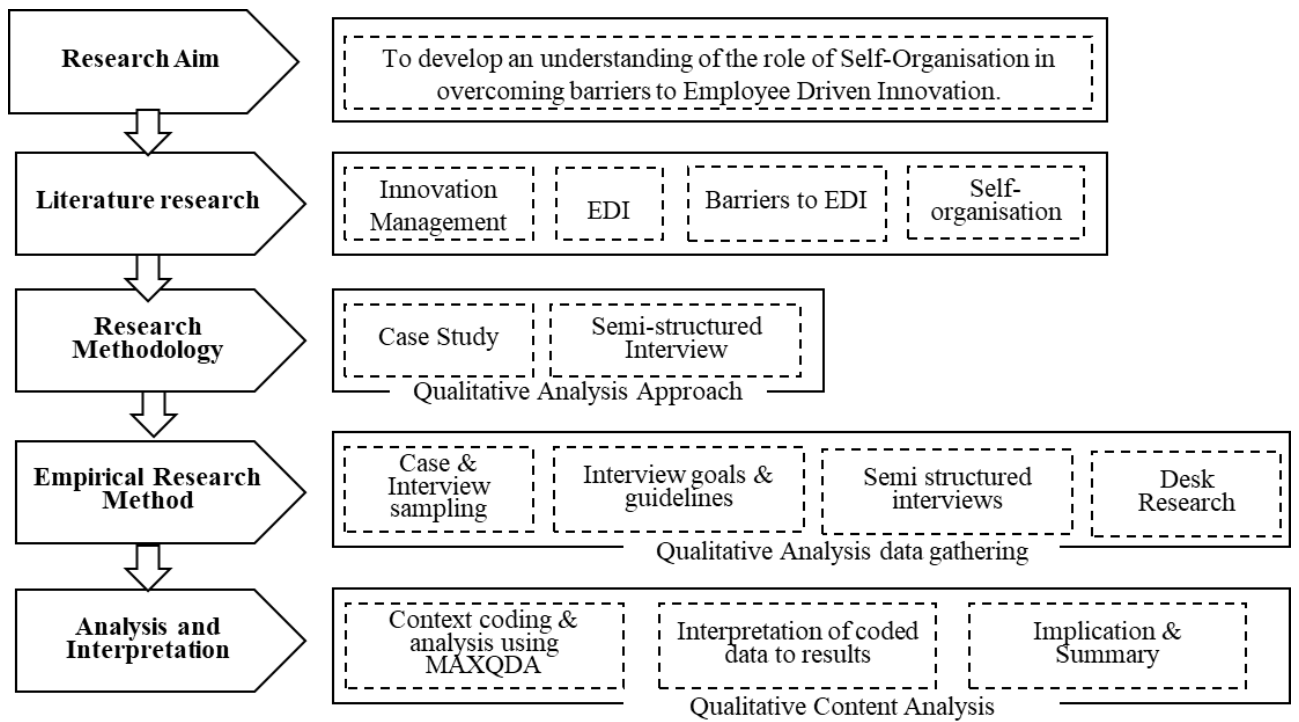 Research Aim
To develop an understanding of the role of Self-Organisation in
overcoming barriers to Employee Driven Innovation.
Literature research
Innovation
Management
EDI
Barriers to EDI
Self-
organisation
Research
Methodology
Case Study
Semi-structured
Interview
Qualitative Analysis Approach
Empirical Research
Method
Case &
Interview
sampling
Interview goals &
guidelines
Semi structured
interviews
Desk
Research
Qualitative Analysis data gathering
Analysis and
Interpretation
Context coding &
analysis using
MAXQDA
Interpretation of coded
data to results
Implication &
Summary
Qualitative Content Analysis